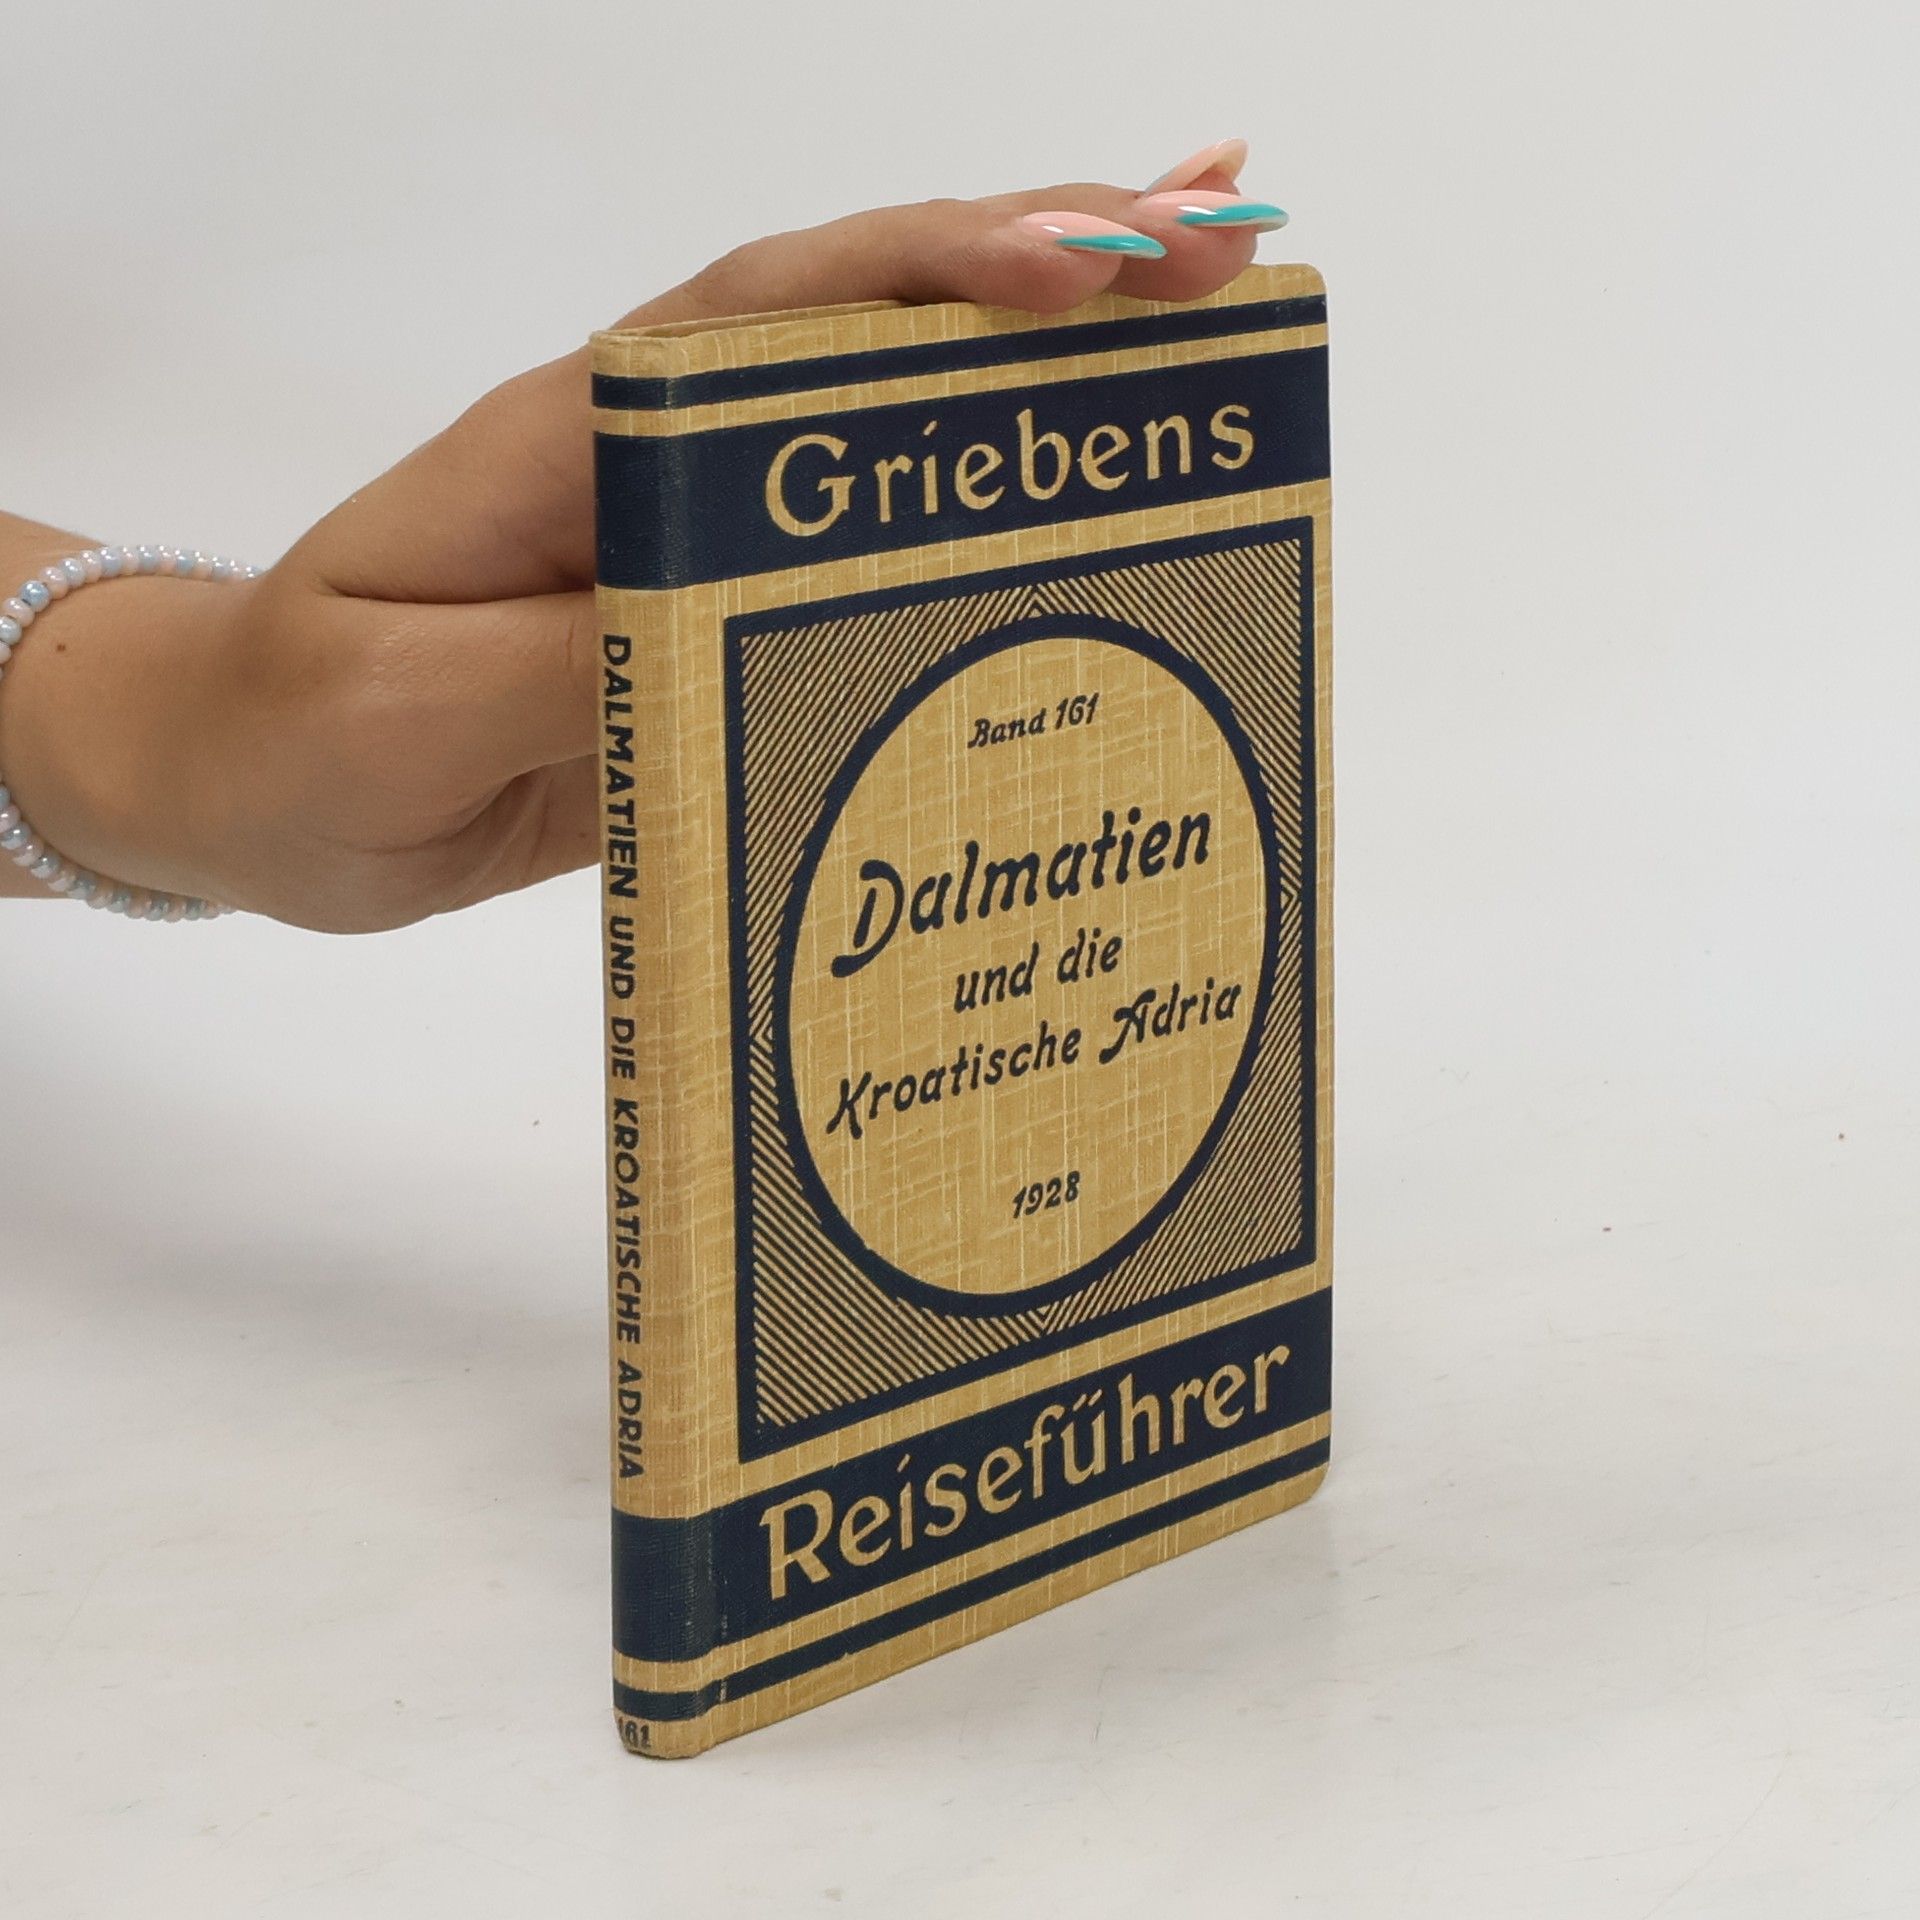 Griebens
Band 161
Dalmatien
und die
Kroatische Adria
1928
Reiseführer
DALMATIEN UND DIE KROATISCHE ADRIA
161